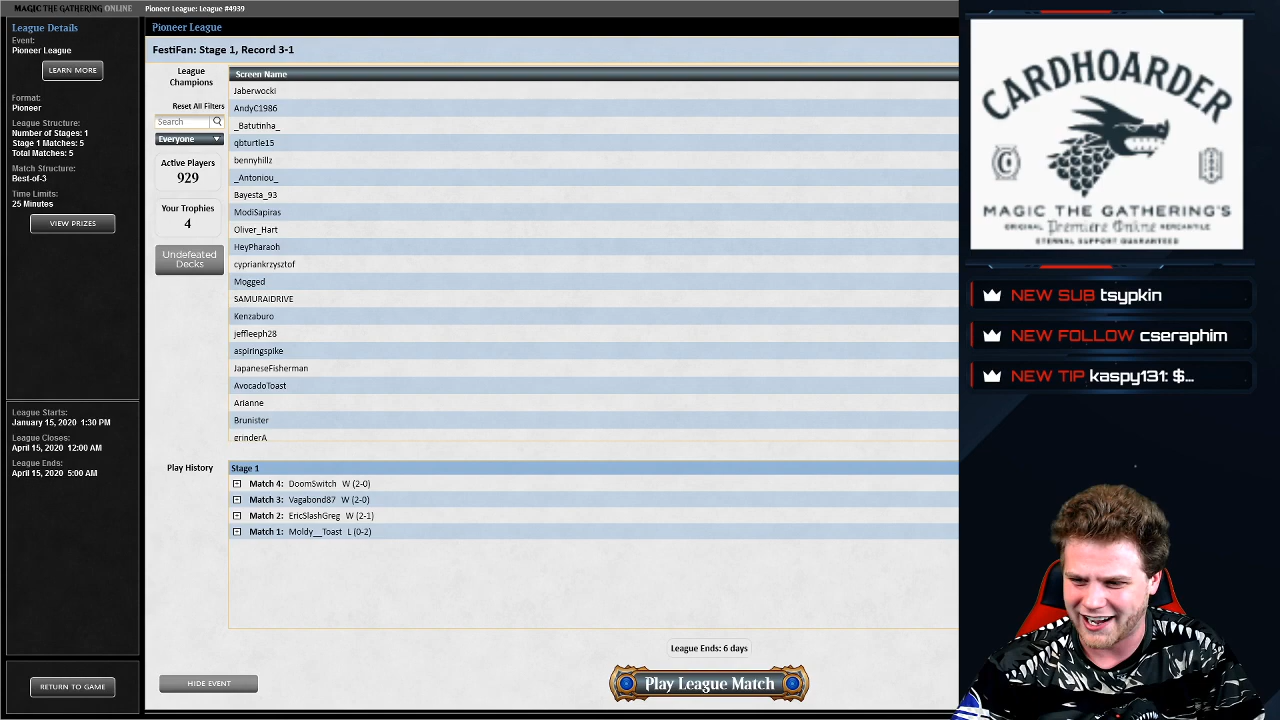 MAGIC THE GATHERING ONLINE
Pioneer League: League #4939
League Details
Event:
Pioneer League
LEARN MORE
Format:
Pioneer
League Structure:
Number of Stages: 1
Stage 1 Matches: 5
Total Matches: 5
Match Structure:
Best-of-3
Time Limits:
25 Minutes
VIEW PRIZES
League Starts:
January 15, 2020 1:30 PM
League Closes:
April 15, 2020 12:00 AM
League Ends:
April 15, 2020 5:00 AM
RETURN TO GAME
Pioneer League
FestiFan: Stage 1, Record 3-1
League
Champions
Reset All Filters
Search
Everyone
Active Players
929
Your Trophies
4
Undefeated
Decks
Screen Name
Jaberwocki
AndyC1986
_Batutinha_
qbturtle15
bennyhillz
_Antoniou_
Bayesta_93
ModiSapiras
Oliver_Hart
HeyPharaoh
cypriankrzysztof
Mogged
SAMURAIDRIVE
Kenzaburo
jeffleeph28
aspiringspike
JapaneseFisherman
AvocadoToast
Arianne
Brunister
grinderA
Play History
Stage 1
Match 4: DoomSwitch W (2-0)
Match 3: Vagabond87 W (2-0)
Match 2: EricSlashGreg W (2-1)
Match 1: Moldy__Toast L (0-2)
League Ends: 6 days
HIDE EVENT
Play League Match
CARDHOARDER
MAGIC THE GATHERING'S
ORIGINAL Premiere Online MERCANTILE
ETERNAL SUPPORT GUARANTEED
NEW SUB tsypkin
NEW FOLLOW cseraphim
NEW TIP kaspy131: $...